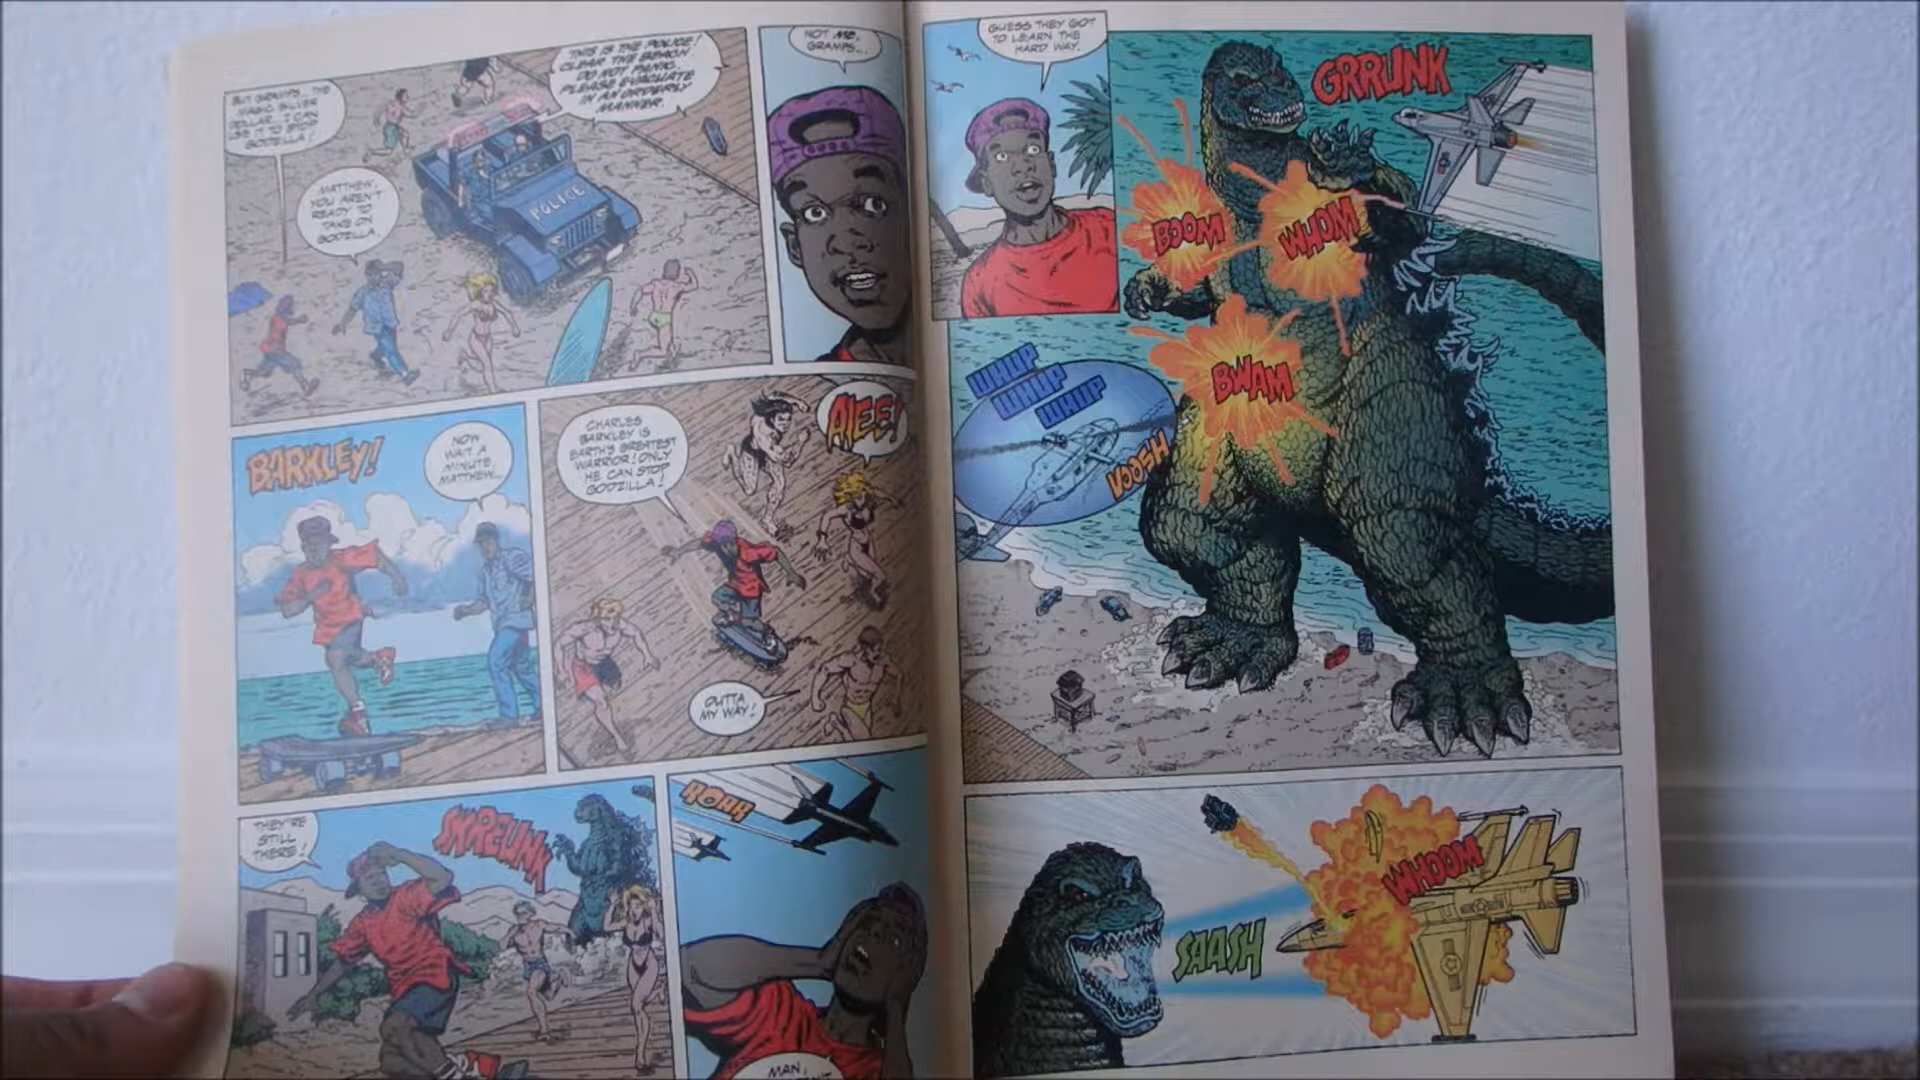 BUT GRAMPS...THE
MAGIC SILVER
DOLLAR...I CAN
USE IT TO STOP
GODZILLA!
THIS IS THE POLICE!
CLEAR THE BEACH!
DO NOT PANIC.
PLEASE EVACUATE
IN AN ORDERLY
MANNER.
MATTHEW,
YOU AREN'T
READY TO
TAKE ON
GODZILLA.
POLICE
NOT ME,
GRAMPS...
BARKLEY!
NOW
WAIT A
MINUTE
MATTHEW...
CHARLES
BARKLEY IS
EARTH'S GREATEST
WARRIOR! ONLY
HE CAN STOP
GODZILLA!
AIEE!
OUTTA
MY WAY!
THEY'RE
STILL
THERE!
SKREUNK
ROAR
MAN,
GUESS THEY GOT
TO LEARN THE
HARD WAY.
GRRUNK
BOOM
WHOM
BWAM
WHUP
WHUP
WHUP
VOOSH
SAASH
WHOOM